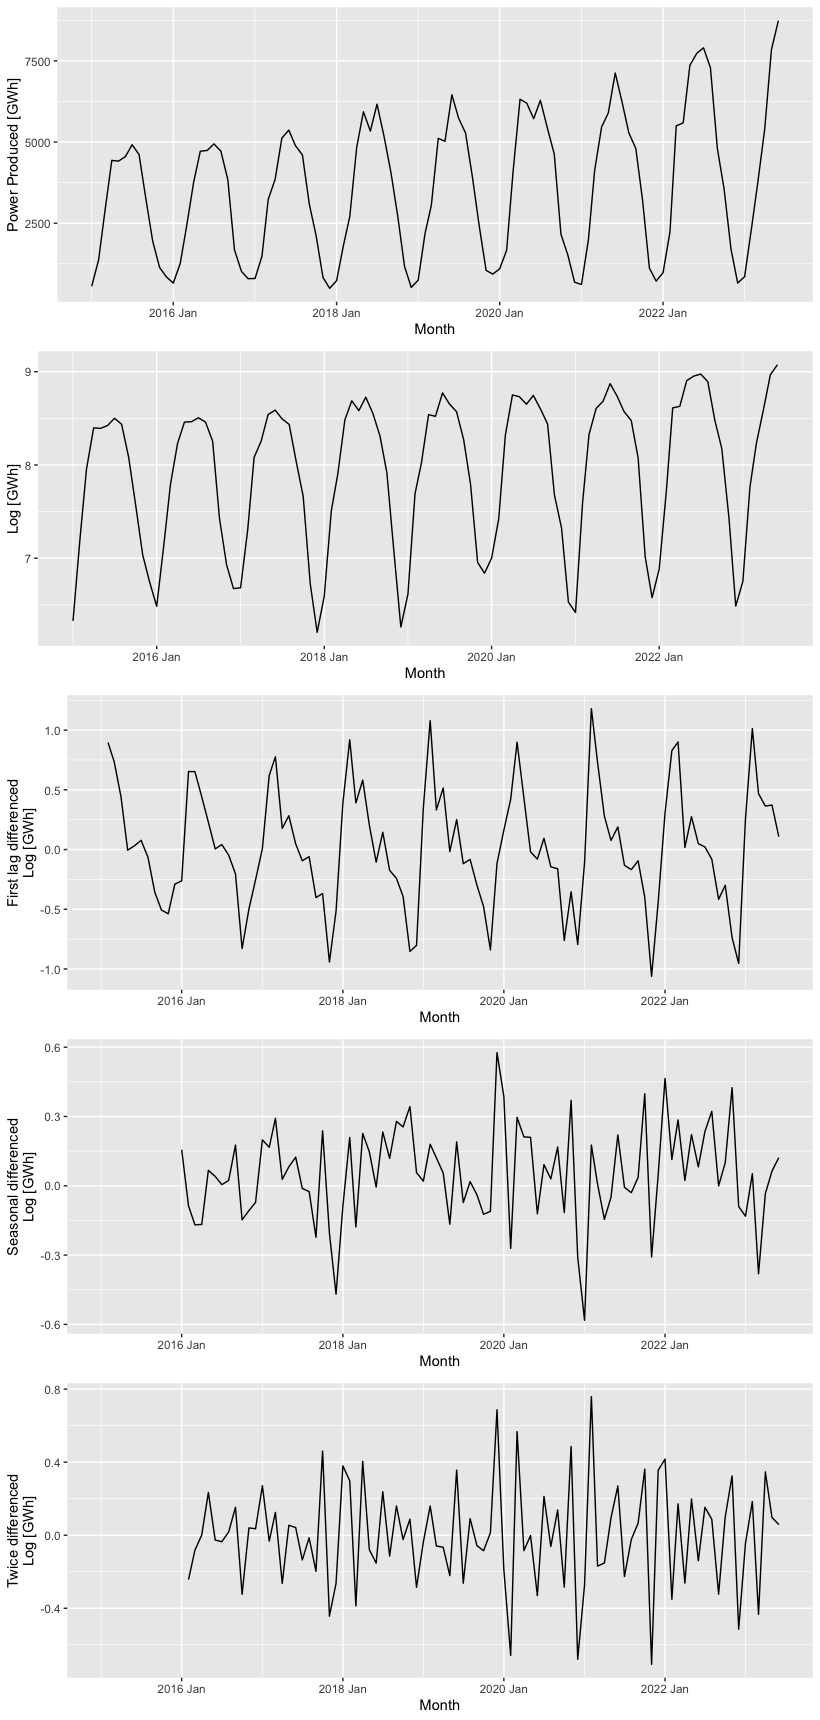 Power Produced [GWh]
7500
5000
2500
2016 Jan
2018 Jan
2020 Jan
2022 Jan
Month
Log [GWh]
9
8
7
2016 Jan
2018 Jan
2020 Jan
2022 Jan
Month
First lag differenced
Log [GWh]
1.0
0.5
0.0
-0.5
-1.0
2016 Jan
2018 Jan
2020 Jan
2022 Jan
Month
Seasonal differenced
Log [GWh]
0.6
0.3
0.0
-0.3
-0.6
2016 Jan
2018 Jan
2020 Jan
2022 Jan
Month
Twice differenced
Log [GWh]
0.8
0.4
0.0
-0.4
2016 Jan
2018 Jan
2020 Jan
2022 Jan
Month